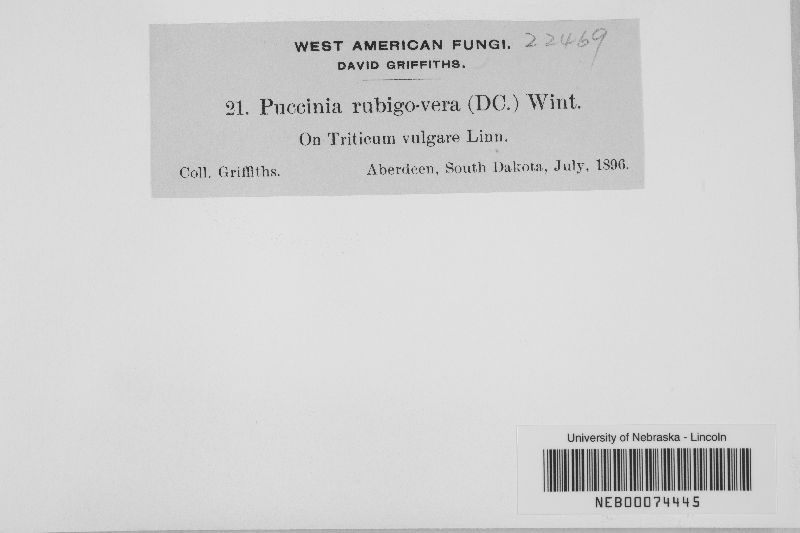 WEST AMERICAN FUNGI. 22469
DAVID GRIFFITHS.
21. Puccinia rubigo-vera (DC.) Wint.
On Triticum vulgare Linn.
Coll. Griffiths. Aberdeen, South Dakota, July, 1896.
University of Nebraska - Lincoln
NEB00074445